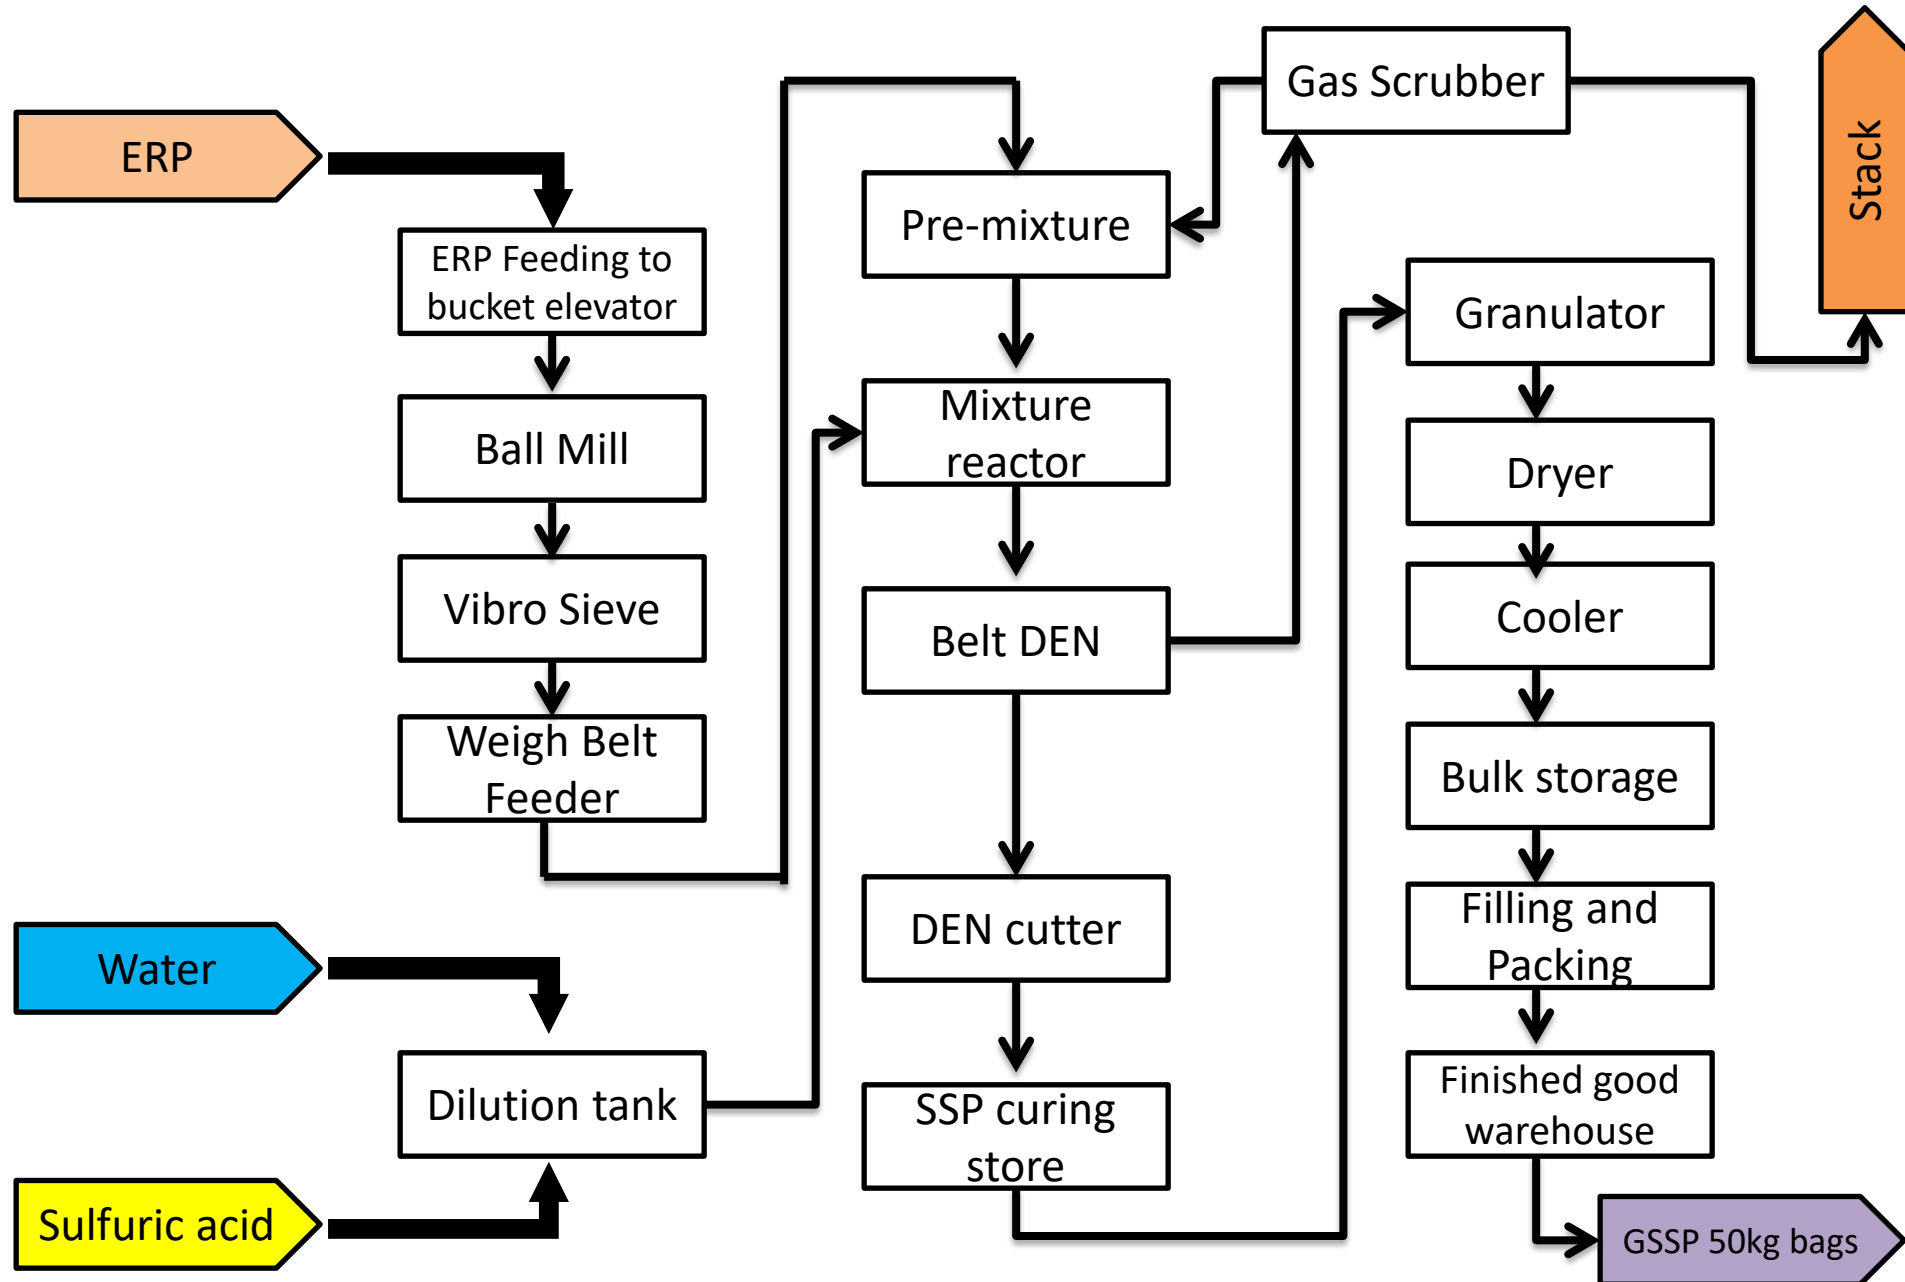 ERP
ERP Feeding to
bucket elevator
Ball Mill
Vibro Sieve
Weigh Belt
Feeder
Water
Dilution tank
Sulfuric acid
Pre-mixture
Mixture
reactor
Belt DEN
DEN cutter
SSP curing
store
Gas Scrubber
Stack
Granulator
Dryer
Cooler
Bulk storage
Filling and
Packing
Finished good
warehouse
GSSP 50kg bags